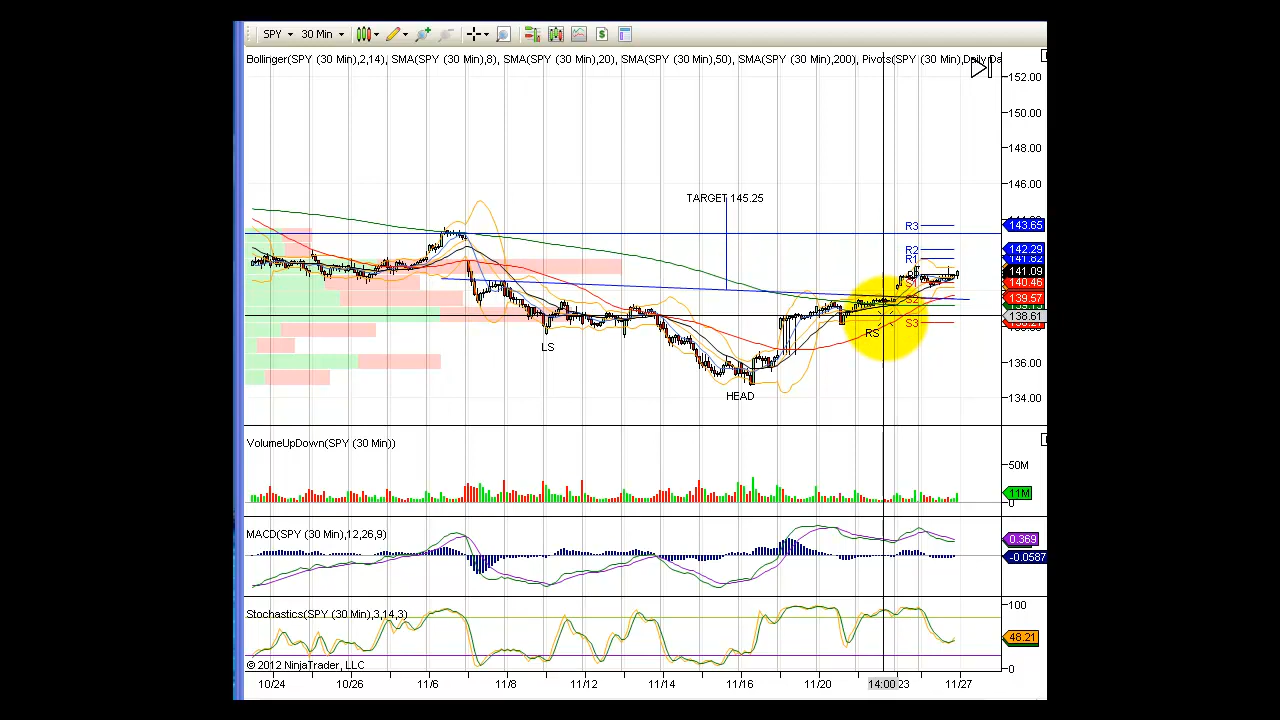 SPY 30 Min
Bollinger(SPY (30 Min),2,14), SMA(SPY (30 Min),8), SMA(SPY (30 Min),20), SMA(SPY (30 Min),50), SMA(SPY (30 Min),200), Pivots(SPY (30 Min),Daily,Da
152.00
150.00
148.00
146.00
TARGET 145.25
R3 143.65
R2 142.29
R1 141.82
141.09
S1 140.46
S2 139.57
138.61
S3
RS
LS
136.00
HEAD
134.00
VolumeUpDown(SPY (30 Min))
50M
11M
0
MACD(SPY (30 Min),12,26,9)
0.369
-0.0587
Stochastics(SPY (30 Min),3,14,3)
100
48.21
0
© 2012 NinjaTrader, LLC
10/24 10/26 11/6 11/8 11/12 11/14 11/16 11/20 14:00 23 11/27